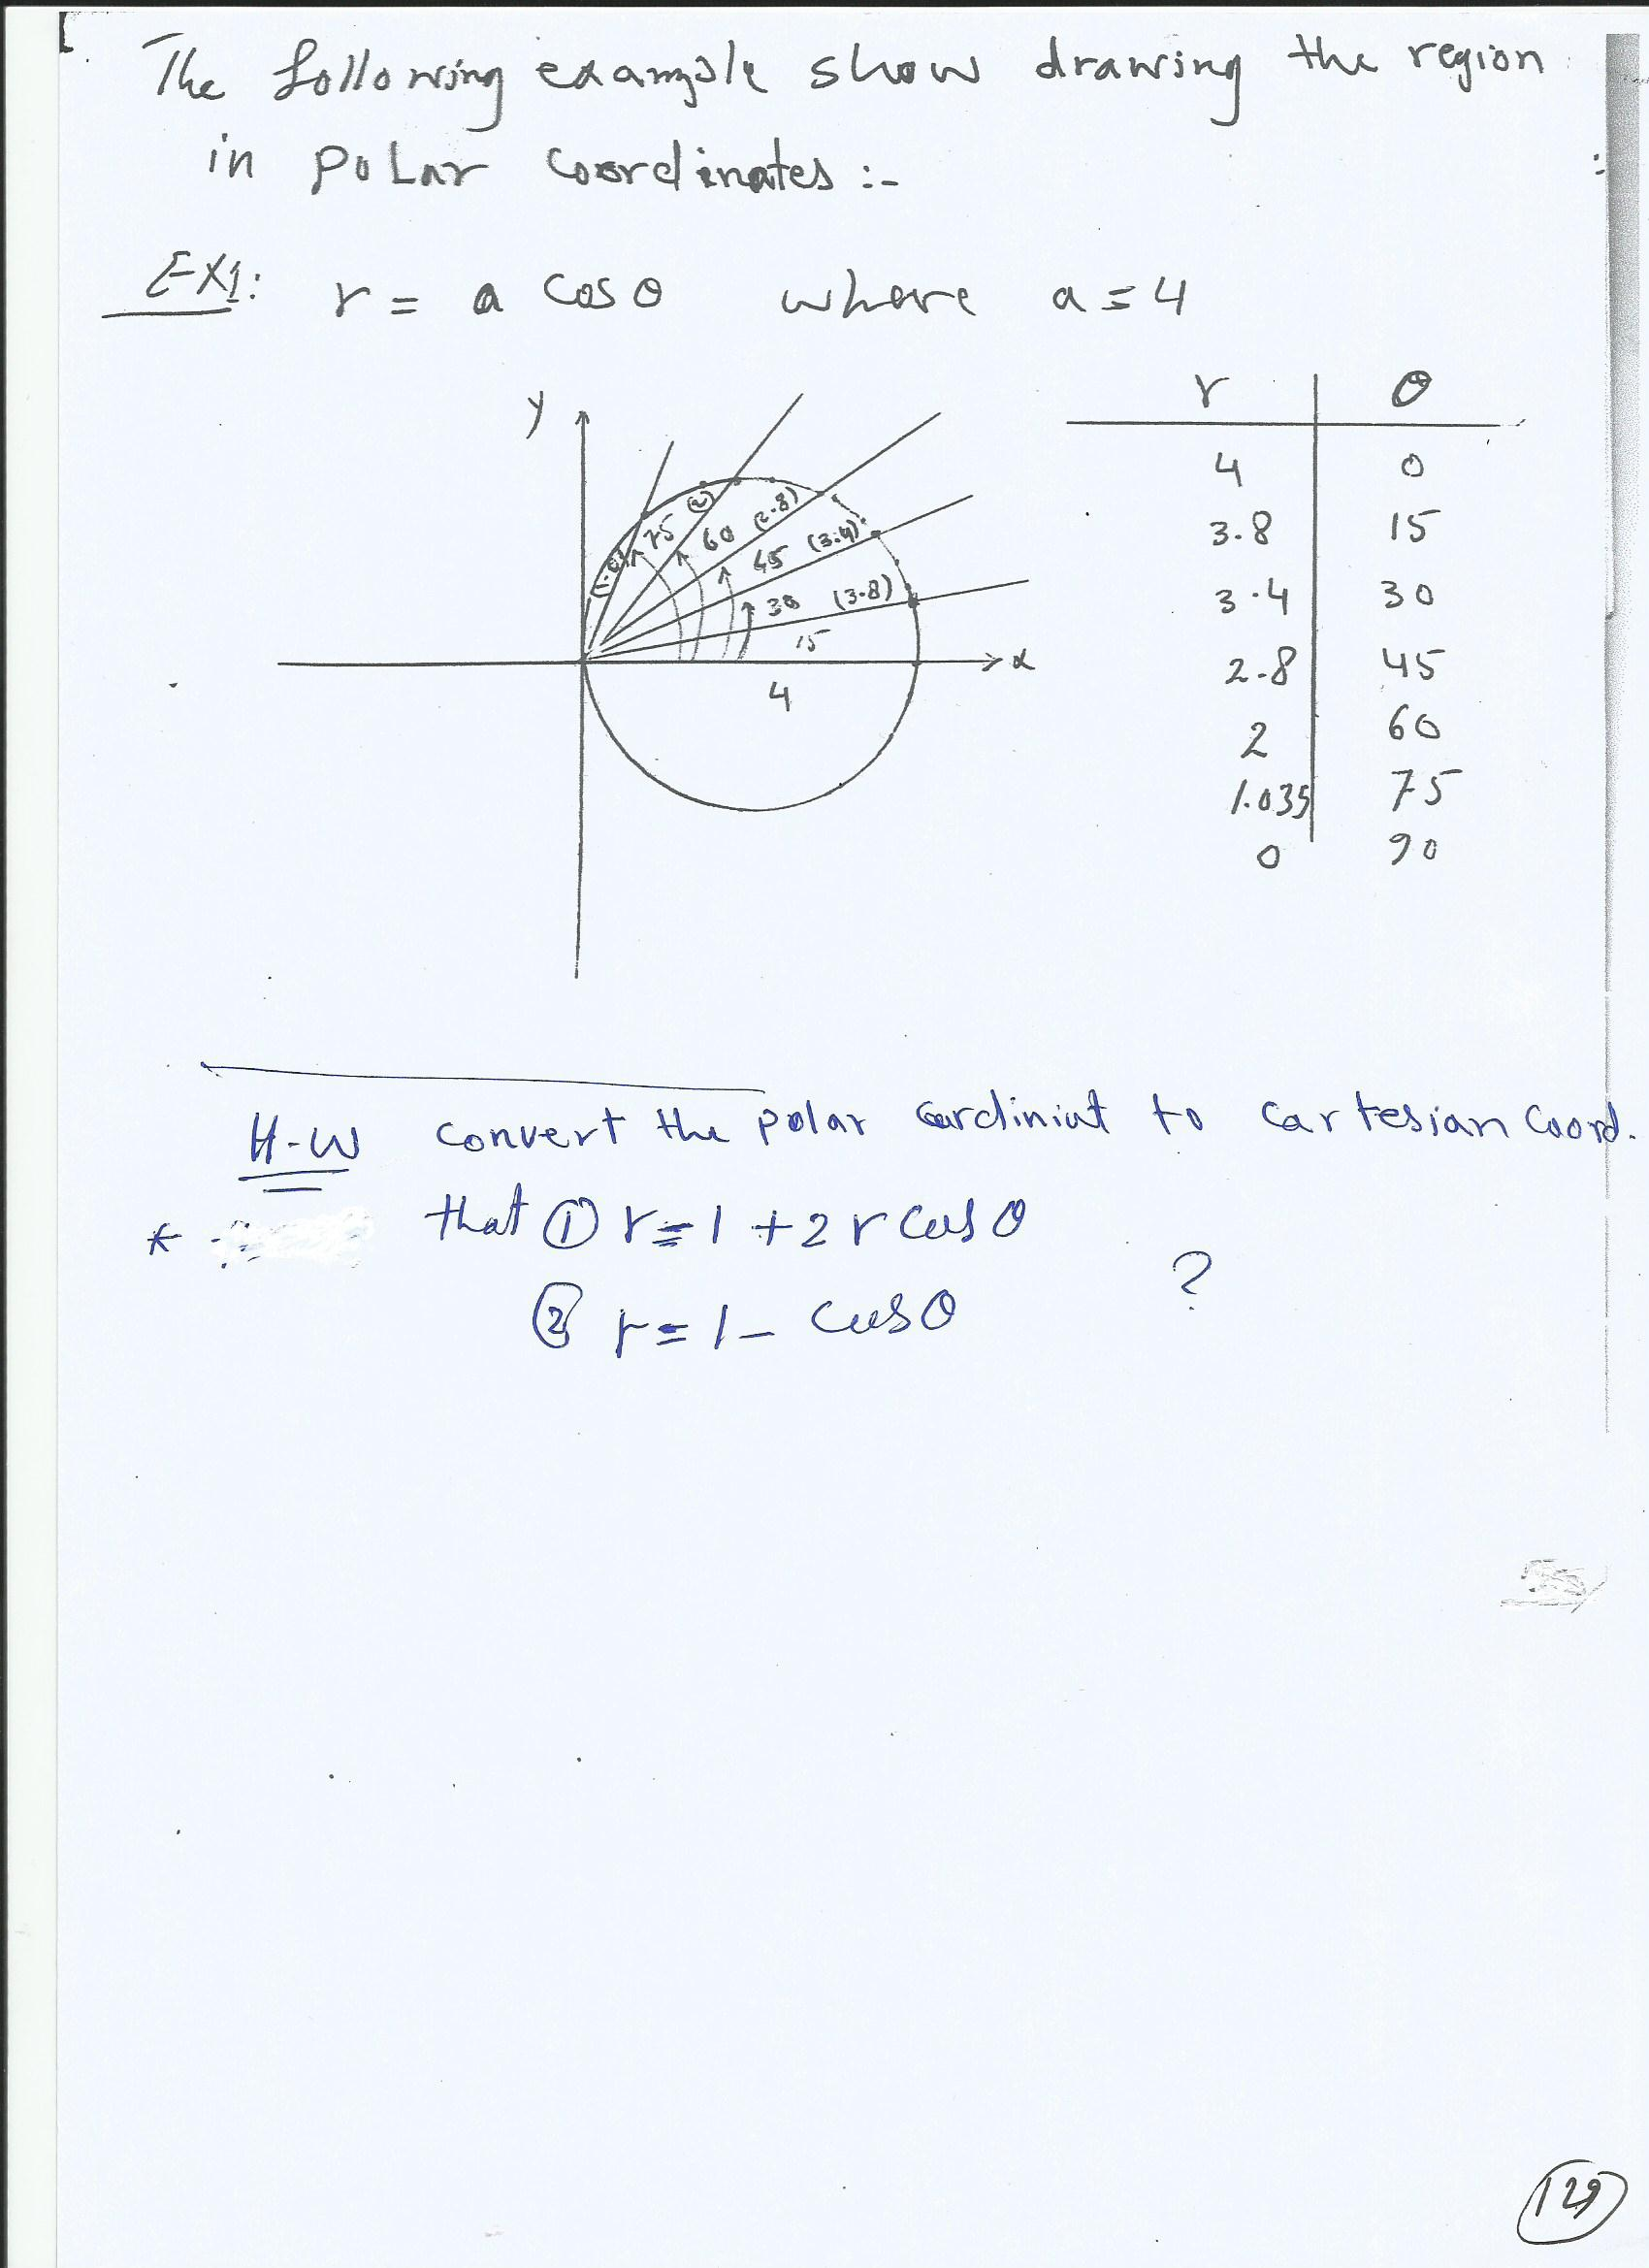 The following example show drawing the region
in polar coordinates :-
EX1: r = a cos θ where a = 4
y
r θ
4 0
3.8 15
3.4 30
2.8 45
2 60
1.035 75
0 90
75 (2)
60 (2.8)
45 (3.4)
30 (3.8)
15
x
4
H-W convert the polar cordiniat to cartesian Coord.
* that ① r = 1 + 2 r cos θ
② r = 1 - cos θ ?
129